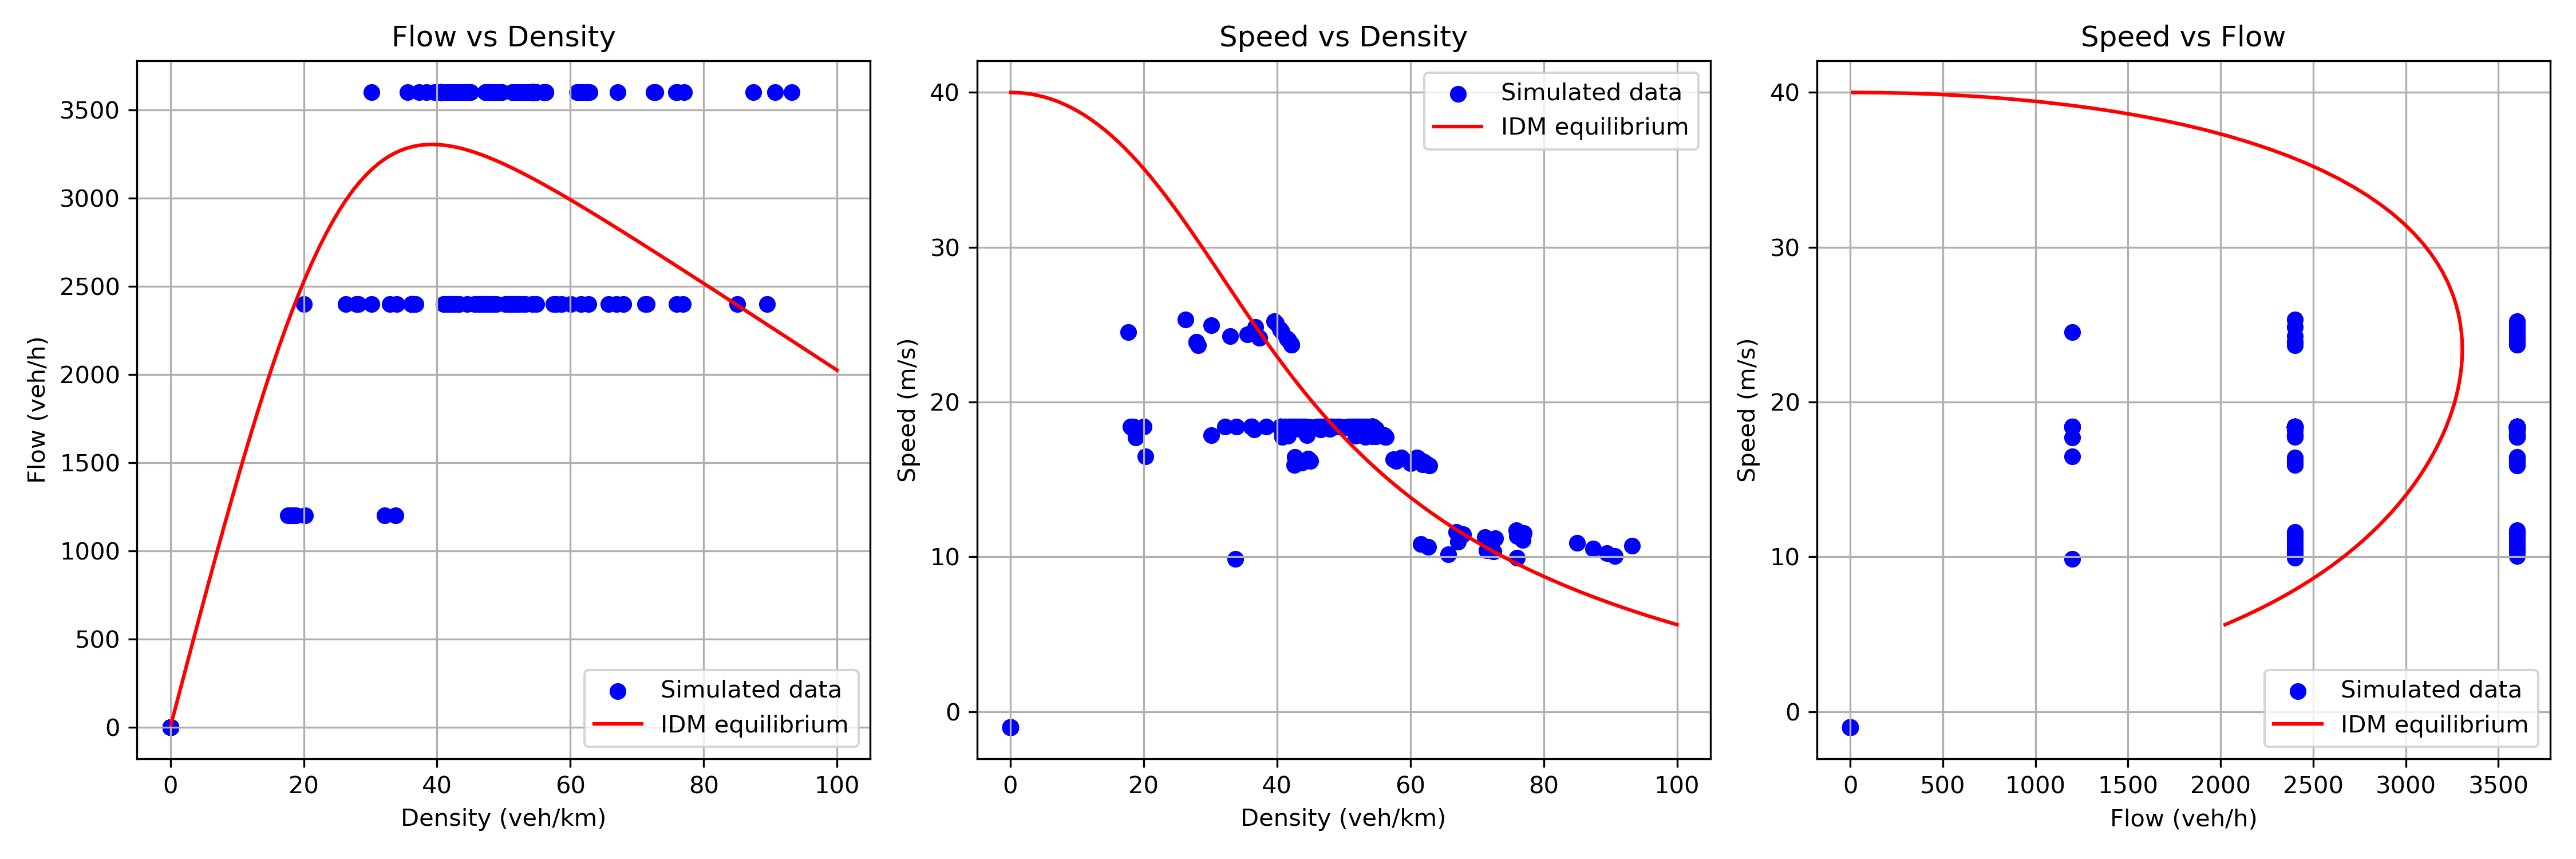 Flow vs Density
Flow (veh/h)
3500
3000
2500
2000
1500
1000
500
0
Simulated data
IDM equilibrium
0 20 40 60 80 100
Density (veh/km)
Speed vs Density
Speed (m/s)
40
30
20
10
0
Simulated data
IDM equilibrium
0 20 40 60 80 100
Density (veh/km)
Speed vs Flow
Speed (m/s)
40
30
20
10
0
Simulated data
IDM equilibrium
0 500 1000 1500 2000 2500 3000 3500
Flow (veh/h)